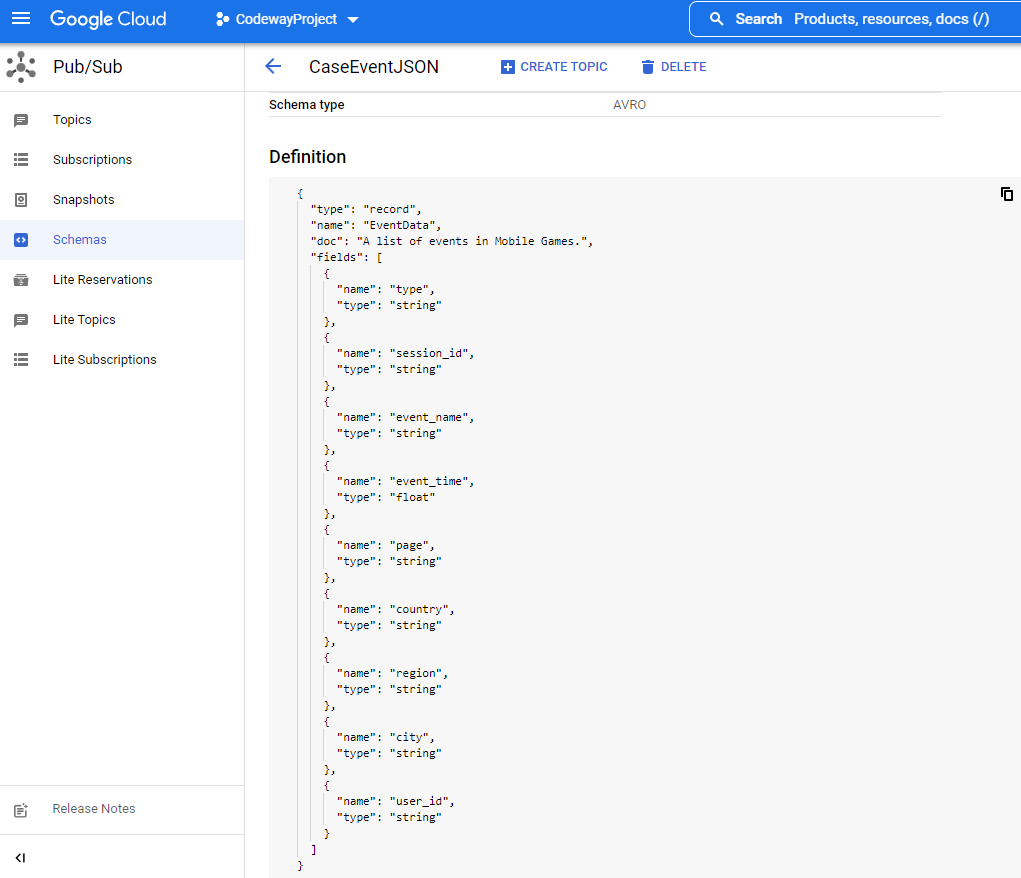 Google Cloud
CodewayProject
Search Products, resources, docs (/)
Pub/Sub
CaseEventJSON
CREATE TOPIC
DELETE
Topics
Subscriptions
Snapshots
Schemas
Lite Reservations
Lite Topics
Lite Subscriptions
Release Notes
Schema type AVRO
Definition
{
"type": "record",
"name": "EventData",
"doc": "A list of events in Mobile Games.",
"fields": [
{
"name": "type",
"type": "string"
},
{
"name": "session_id",
"type": "string"
},
{
"name": "event_name",
"type": "string"
},
{
"name": "event_time",
"type": "float"
},
{
"name": "page",
"type": "string"
},
{
"name": "country",
"type": "string"
},
{
"name": "region",
"type": "string"
},
{
"name": "city",
"type": "string"
},
{
"name": "user_id",
"type": "string"
}
]
}